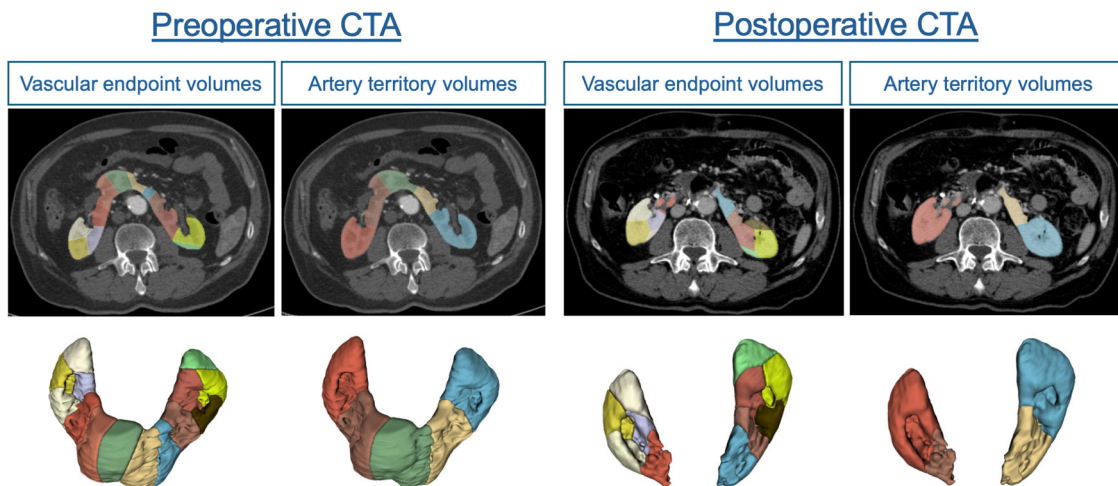 Preoperative CTA
Postoperative CTA
Vascular endpoint volumes
Artery territory volumes
Vascular endpoint volumes
Artery territory volumes